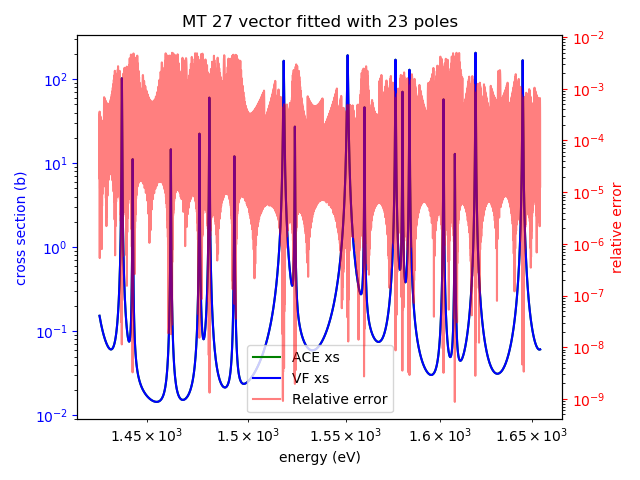 MT 27 vector fitted with 23 poles
cross section (b)
10²
10¹
10⁰
10⁻¹
10⁻²
10⁻²
10⁻³
10⁻⁴
10⁻⁵
10⁻⁶
10⁻⁷
10⁻⁸
10⁻⁹
relative error
ACE xs
VF xs
Relative error
1.45 × 10³ 1.5 × 10³ 1.55 × 10³ 1.6 × 10³ 1.65 × 10³
energy (eV)